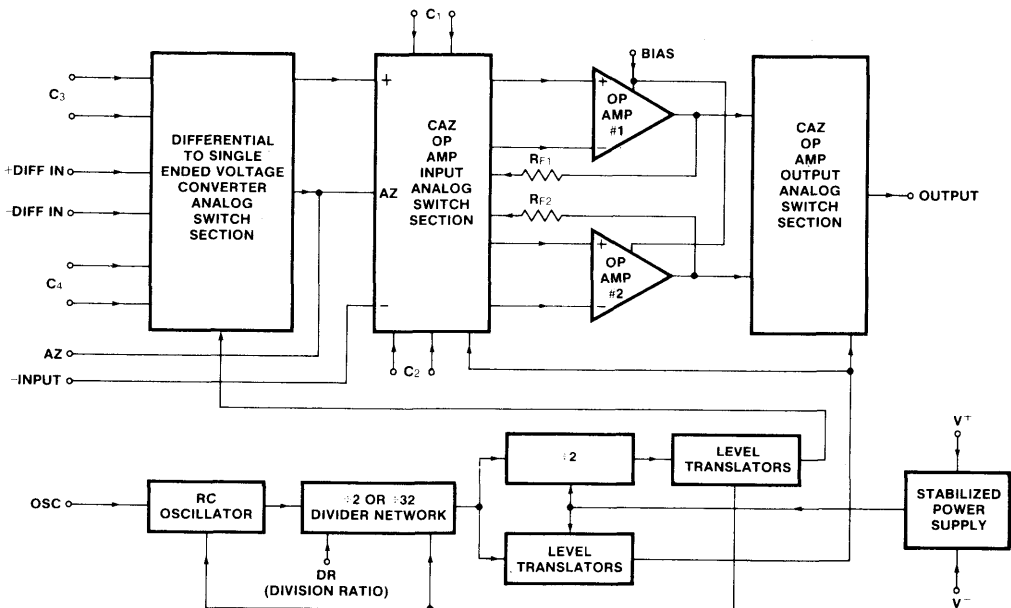 C1
BIAS
C3
DIFFERENTIAL
TO SINGLE
ENDED VOLTAGE
CONVERTER
ANALOG
SWITCH
SECTION
+DIFF IN
-DIFF IN
C4
+
AZ
−
CAZ
OP
AMP
INPUT
ANALOG
SWITCH
SECTION
+
OP
AMP
#1
−
RF1
RF2
+
OP
AMP
#2
−
CAZ
OP AMP
OUTPUT
ANALOG
SWITCH
SECTION
OUTPUT
AZ
-INPUT
C2
÷2
LEVEL
TRANSLATORS
V+
OSC
RC
OSCILLATOR
÷2 OR ÷32
DIVIDER NETWORK
LEVEL
TRANSLATORS
STABILIZED
POWER
SUPPLY
DR
(DIVISION RATIO)
V−